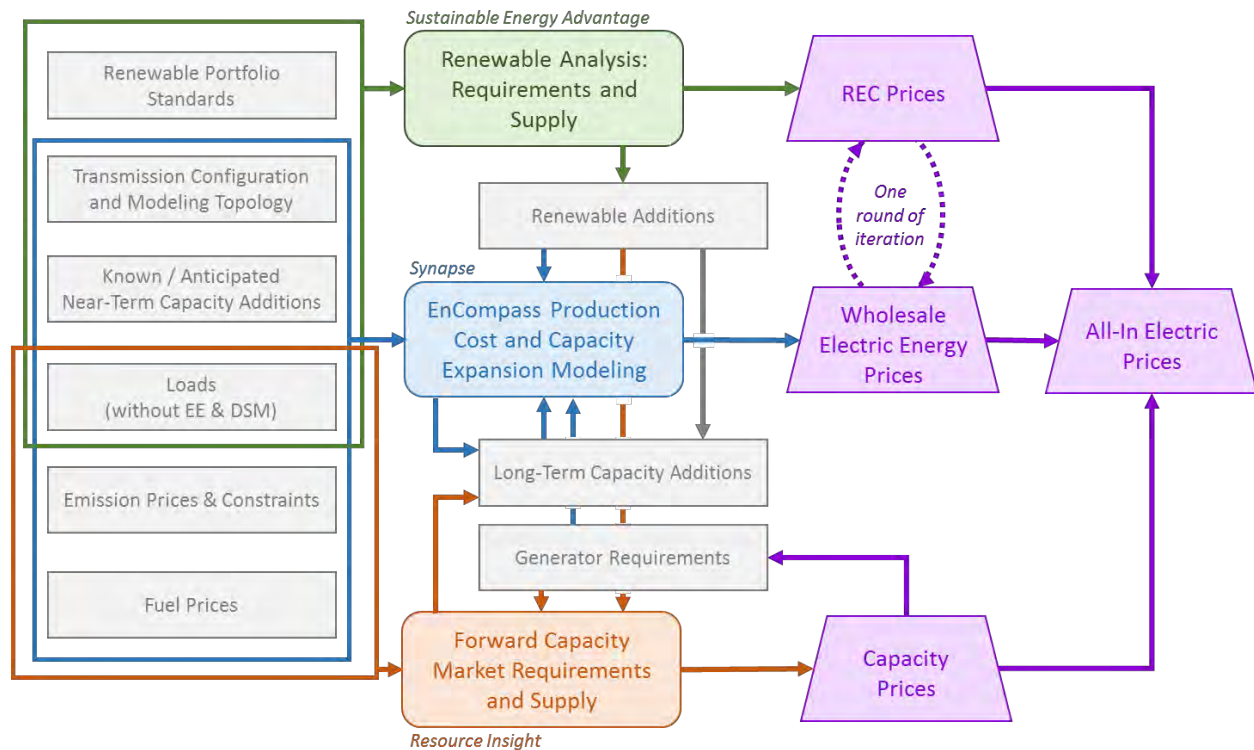 Sustainable Energy Advantage
Renewable Portfolio
Standards
Renewable Analysis:
Requirements and
Supply
REC Prices
Transmission Configuration
and Modeling Topology
Renewable Additions
One
round of
iteration
Known / Anticipated
Near-Term Capacity Additions
Synapse
EnCompass Production
Cost and Capacity
Expansion Modeling
Wholesale
Electric Energy
Prices
All-In Electric
Prices
Loads
(without EE & DSM)
Emission Prices & Constraints
Long-Term Capacity Additions
Generator Requirements
Fuel Prices
Forward Capacity
Market Requirements
and Supply
Capacity
Prices
Resource Insight